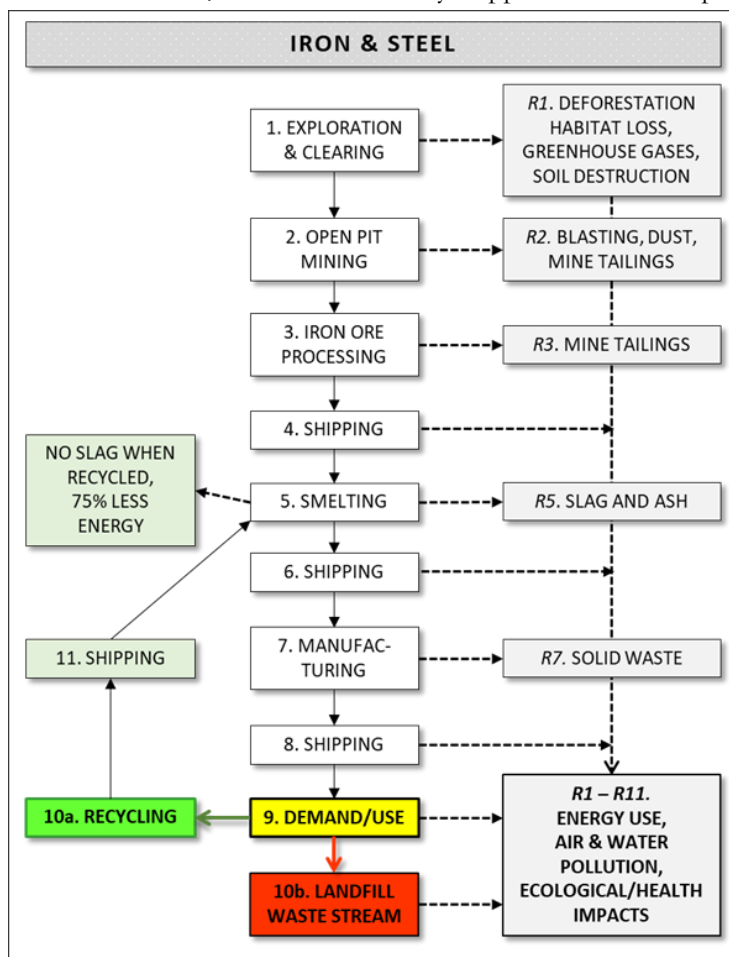 IRON & STEEL
1. EXPLORATION
& CLEARING
R1. DEFORESTATION
HABITAT LOSS,
GREENHOUSE GASES,
SOIL DESTRUCTION
2. OPEN PIT
MINING
R2. BLASTING, DUST,
MINE TAILINGS
3. IRON ORE
PROCESSING
R3. MINE TAILINGS
4. SHIPPING
NO SLAG WHEN
RECYCLED,
75% LESS
ENERGY
5. SMELTING
R5. SLAG AND ASH
6. SHIPPING
11. SHIPPING
7. MANUFAC-
TURING
R7. SOLID WASTE
8. SHIPPING
10a. RECYCLING
9. DEMAND/USE
R1 – R11.
ENERGY USE,
AIR & WATER
POLLUTION,
ECOLOGICAL/HEALTH
IMPACTS
10b. LANDFILL
WASTE STREAM